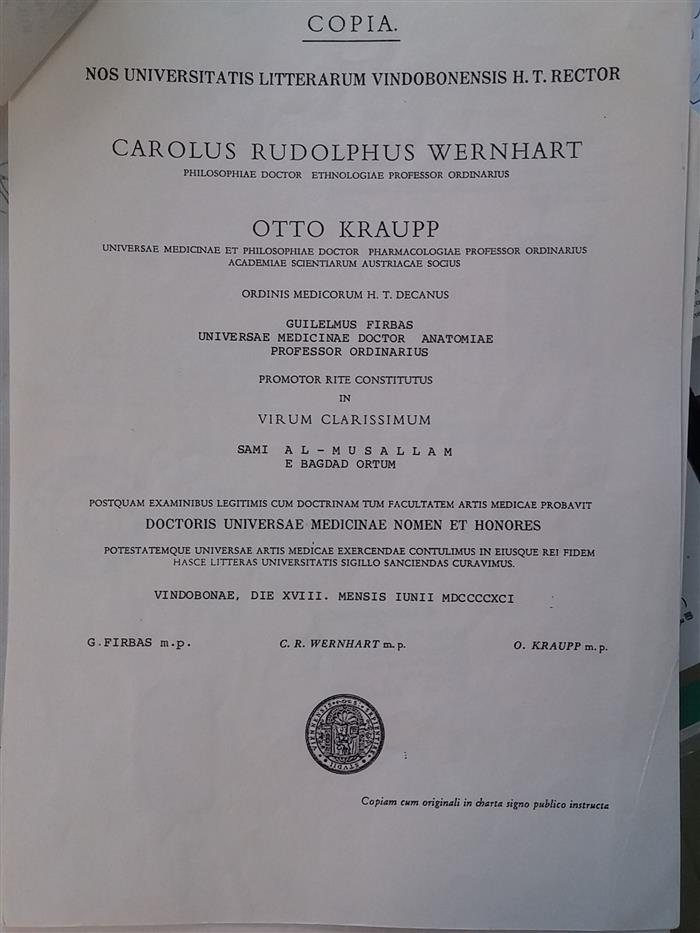 COPIA.
NOS UNIVERSITATIS LITTERARUM VINDOBONENSIS H. T. RECTOR
CAROLUS RUDOLPHUS WERNHART
PHILOSOPHIAE DOCTOR ETHNOLOGIAE PROFESSOR ORDINARIUS
OTTO KRAUPP
UNIVERSAE MEDICINAE ET PHILOSOPHIAE DOCTOR PHARMACOLOGIAE PROFESSOR ORDINARIUS
ACADEMIAE SCIENTIARUM AUSTRIACAE SOCIUS
ORDINIS MEDICORUM H. T. DECANUS
GUILELMUS FIRBAS
UNIVERSAE MEDICINAE DOCTOR ANATOMIAE
PROFESSOR ORDINARIUS
PROMOTOR RITE CONSTITUTUS
IN
VIRUM CLARISSIMUM
SAMI AL-MUSALLAM
E BAGDAD ORTUM
POSTQUAM EXAMINIBUS LEGITIMIS CUM DOCTRINAM TUM FACULTATEM ARTIS MEDICAE PROBAVIT
DOCTORIS UNIVERSAE MEDICINAE NOMEN ET HONORES
POTESTATEMQUE UNIVERSAE ARTIS MEDICAE EXERCENDAE CONTULIMUS IN EIUSQUE REI FIDEM
HASCE LITTERAS UNIVERSITATIS SIGILLO SANCIENDAS CURAVIMUS.
VINDOBONAE, DIE XVIII. MENSIS IUNII MDCCCCXCI
G.FIRBAS m.p. C. R. WERNHART m. p. O. KRAUPP m. p.
Copiam cum originali in charta signo publico instructa